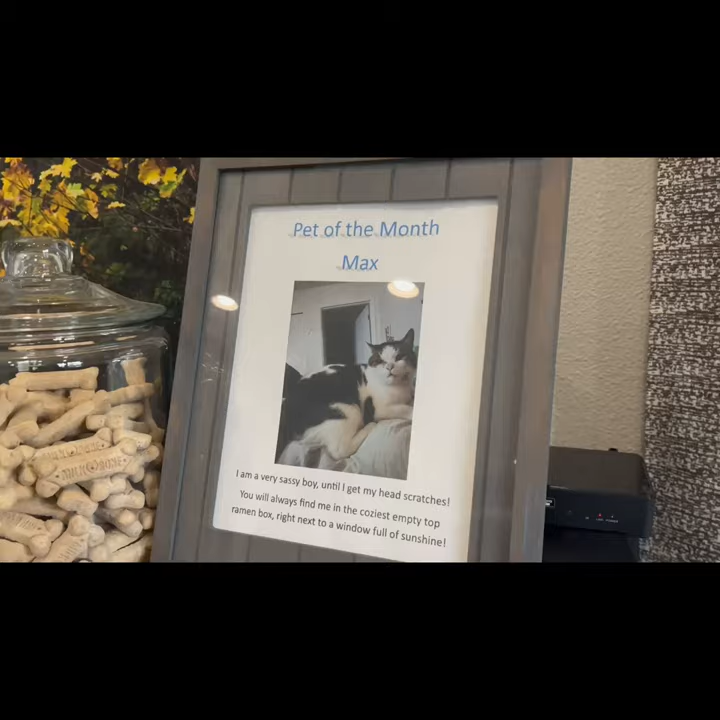 Pet of the Month
Max
I am a very sassy boy, until I get my head scratches!
You will always find me in the coziest empty top
ramen box, right next to a window full of sunshine!